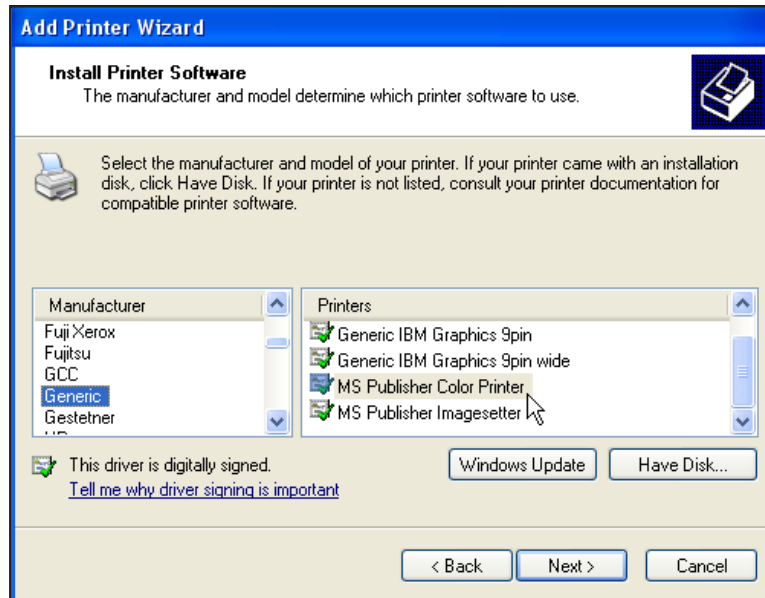 Add Printer Wizard
Install Printer Software
The manufacturer and model determine which printer software to use.
Select the manufacturer and model of your printer. If your printer came with an installation
disk, click Have Disk. If your printer is not listed, consult your printer documentation for
compatible printer software.
Manufacturer
Fuji Xerox
Fujitsu
GCC
Generic
Gestetner
Printers
Generic IBM Graphics 9pin
Generic IBM Graphics 9pin wide
MS Publisher Color Printer
MS Publisher Imagesetter
This driver is digitally signed.
Tell me why driver signing is important
Windows Update
Have Disk...
< Back
Next >
Cancel